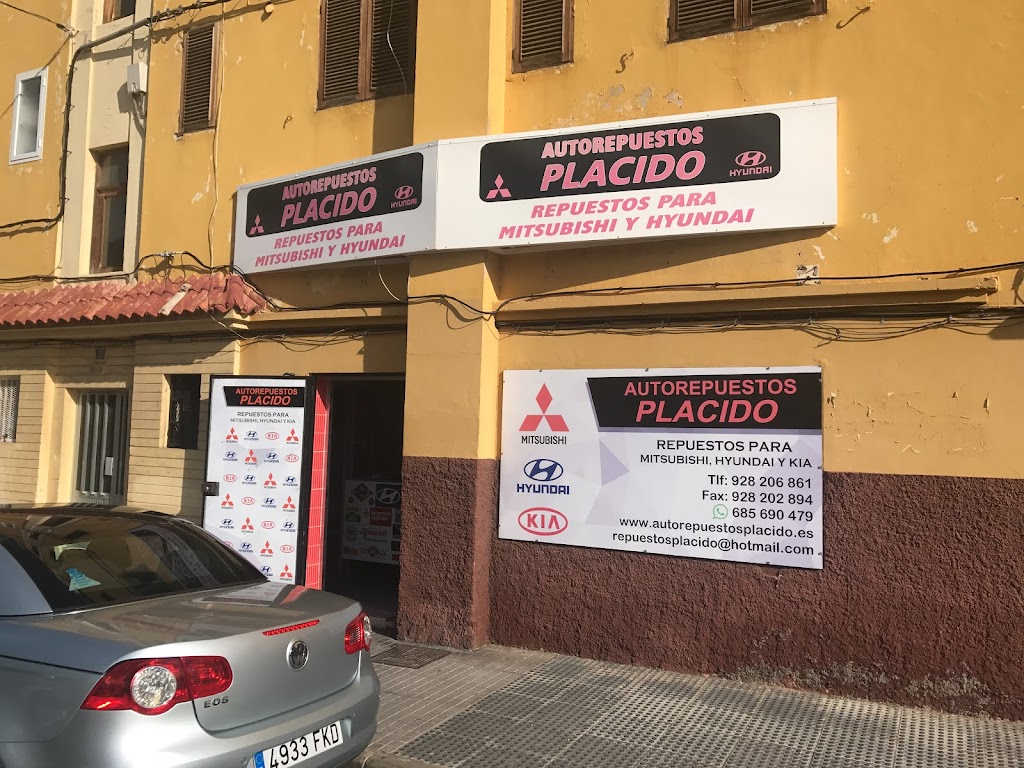 AUTOREPUESTOS
PLACIDO
HYUNDAI
REPUESTOS PARA
MITSUBISHI Y HYUNDAI
AUTOREPUESTOS
PLACIDO
HYUNDAI
REPUESTOS PARA
MITSUBISHI Y HYUNDAI
AUTOREPUESTOS
PLACIDO
REPUESTOS PARA
MITSUBISHI, HYUNDAI Y KIA
MITSUBISHI
HYUNDAI
KIA
AUTOREPUESTOS
PLACIDO
REPUESTOS PARA
MITSUBISHI, HYUNDAI Y KIA
Tlf: 928 206 861
Fax: 928 202 894
685 690 479
www.autorepuestosplacido.es
repuestosplacido@hotmail.com
EOS
4933 FKD